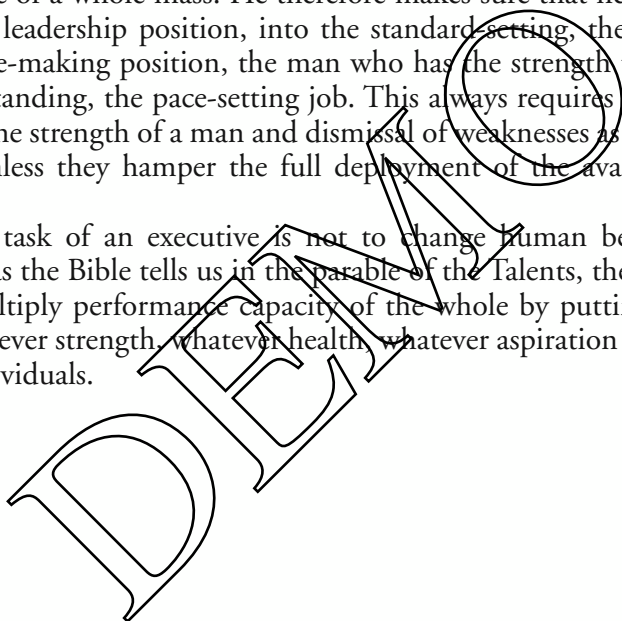 of a whole mass. He therefore makes sure that
leadership position, into the standard-setting, the
e-making position, the man who has the strength
tanding, the pace-setting job. This always requires
he strength of a man and dismissal of weaknesses as
nless they hamper the full deployment of the ava
task of an executive is not to change human be
as the Bible tells us in the parable of the Talents, the
ultiply performance capacity of the whole by putti
ever strength, whatever health, whatever aspiration
viduals.
DEMO